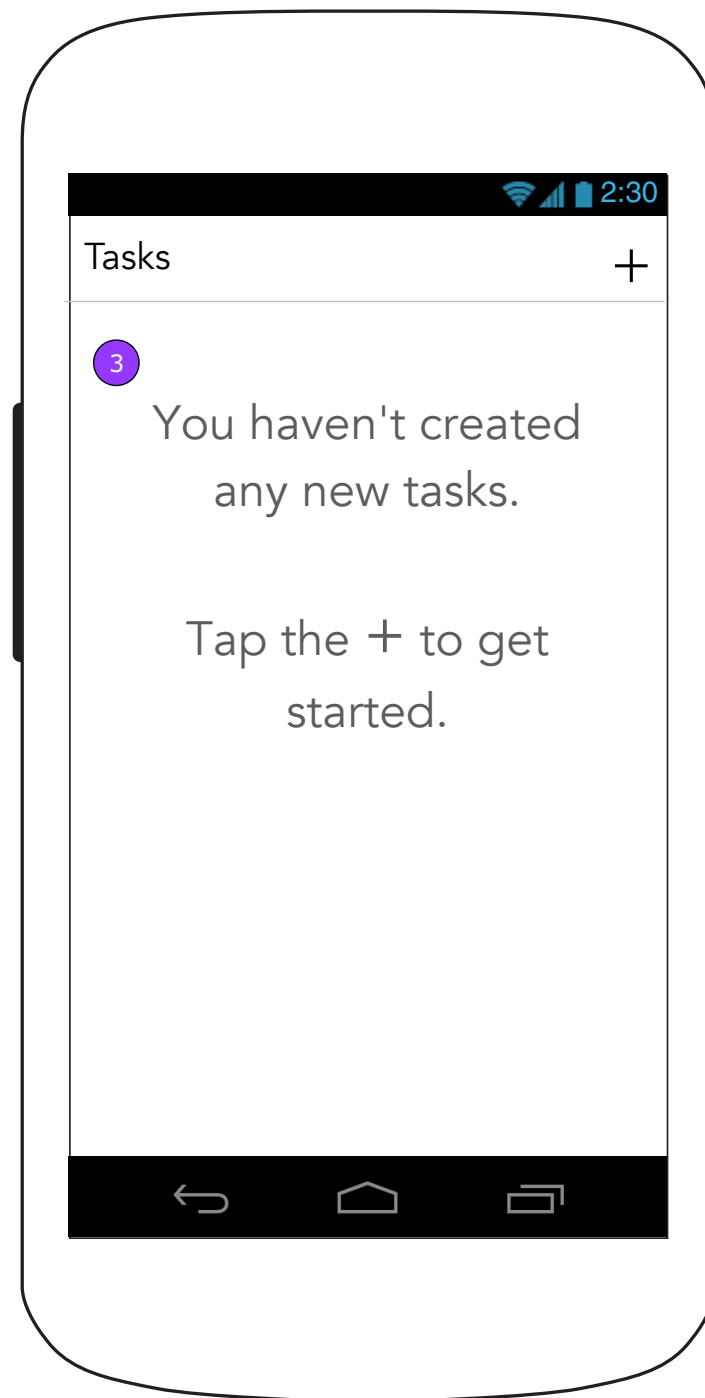 2:30
Tasks +
3
You haven't created
any new tasks.
Tap the + to get
started.